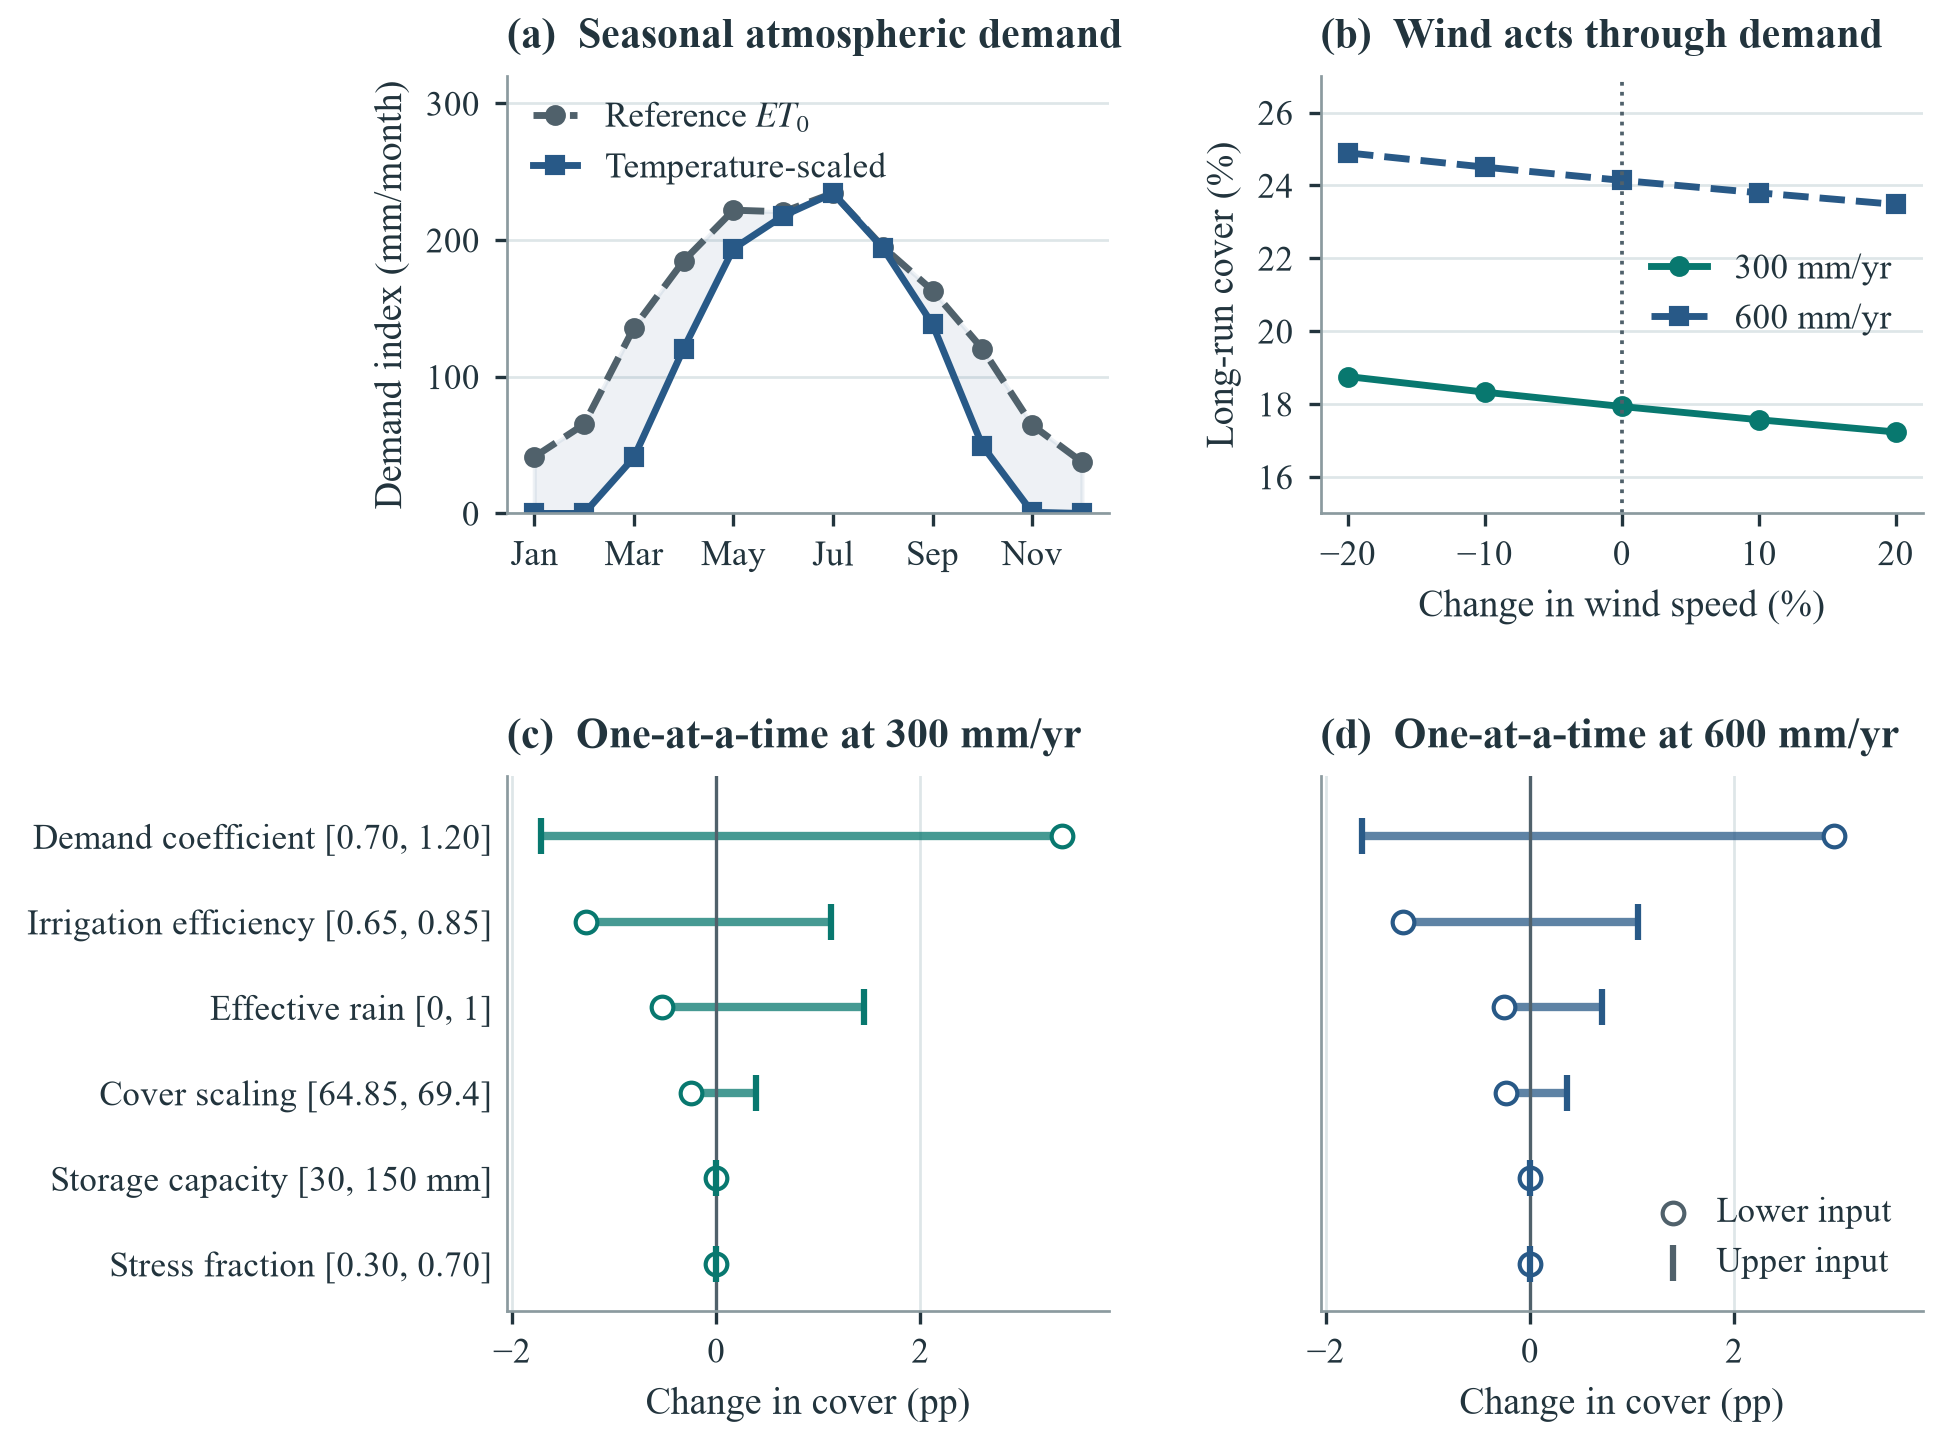 (a) Seasonal atmospheric demand
Demand index (mm/month)
300
200
100
0
Reference ET₀
Temperature-scaled
Jan Mar May Jul Sep Nov
(b) Wind acts through demand
Long-run cover (%)
26
24
22
20
18
16
300 mm/yr
600 mm/yr
−20 −10 0 10 20
Change in wind speed (%)
(c) One-at-a-time at 300 mm/yr
Demand coefficient [0.70, 1.20]
Irrigation efficiency [0.65, 0.85]
Effective rain [0, 1]
Cover scaling [64.85, 69.4]
Storage capacity [30, 150 mm]
Stress fraction [0.30, 0.70]
−2 0 2
Change in cover (pp)
(d) One-at-a-time at 600 mm/yr
Lower input
Upper input
−2 0 2
Change in cover (pp)